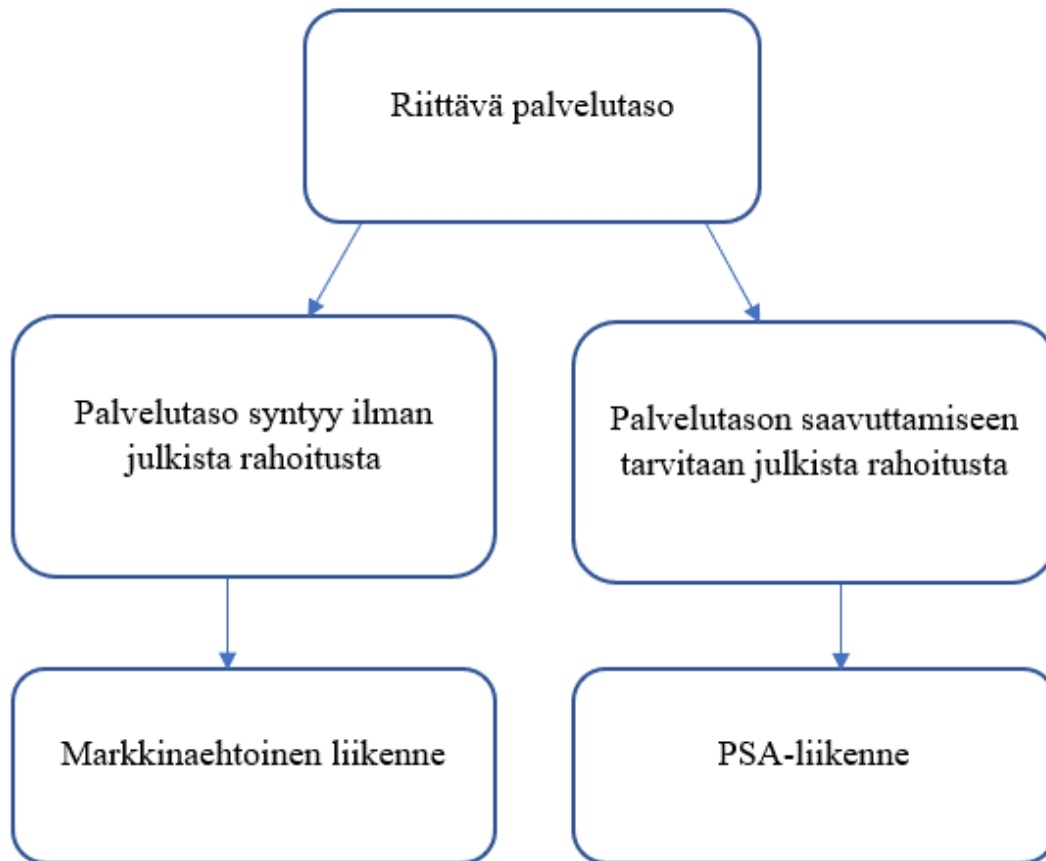 Riittävä palvelutaso
Palvelutaso syntyy ilman
julkista rahoitusta
Palvelutason saavuttamiseen
tarvitaan julkista rahoitusta
Markkinaehtoinen liikenne
PSA-liikenne